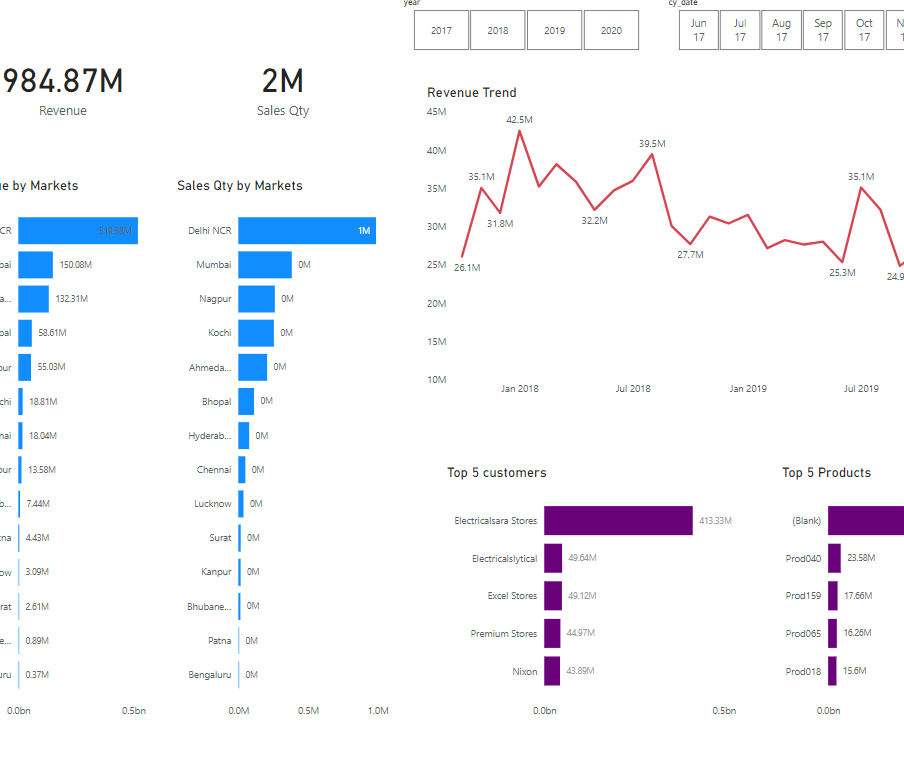 year
cy_date
2017
2018
2019
2020
Jun
17
Jul
17
Aug
17
Sep
17
Oct
17
N
17
984.87M
Revenue
2M
Sales Qty
Revenue Trend
45M
40M
35M
30M
25M
20M
15M
10M
26.1M
35.1M
31.8M
42.5M
32.2M
39.5M
27.7M
25.3M
35.1M
24.9
Jan 2018
Jul 2018
Jan 2019
Jul 2019
ue by Markets
CR
519.58M
bai
150.08M
a...
132.31M
pal
58.61M
pur
55.03M
chi
18.81M
nai
18.04M
pur
13.58M
b...
7.44M
na
4.43M
ow
3.09M
rat
2.61M
e...
0.89M
uru
0.37M
0.0bn
0.5bn
Sales Qty by Markets
Delhi NCR
1M
Mumbai
0M
Nagpur
0M
Kochi
0M
Ahmeda...
0M
Bhopal
0M
Hyderab...
0M
Chennai
0M
Lucknow
0M
Surat
0M
Kanpur
0M
Bhubane...
0M
Patna
0M
Bengaluru
0M
0.0M
0.5M
1.0M
Top 5 customers
Electricalsara Stores
413.33M
Electricalslytical
49.64M
Excel Stores
49.12M
Premium Stores
44.97M
Nixon
43.89M
0.0bn
0.5bn
Top 5 Products
(Blank)
Prod040
23.58M
Prod159
17.66M
Prod065
16.26M
Prod018
15.6M
0.0bn